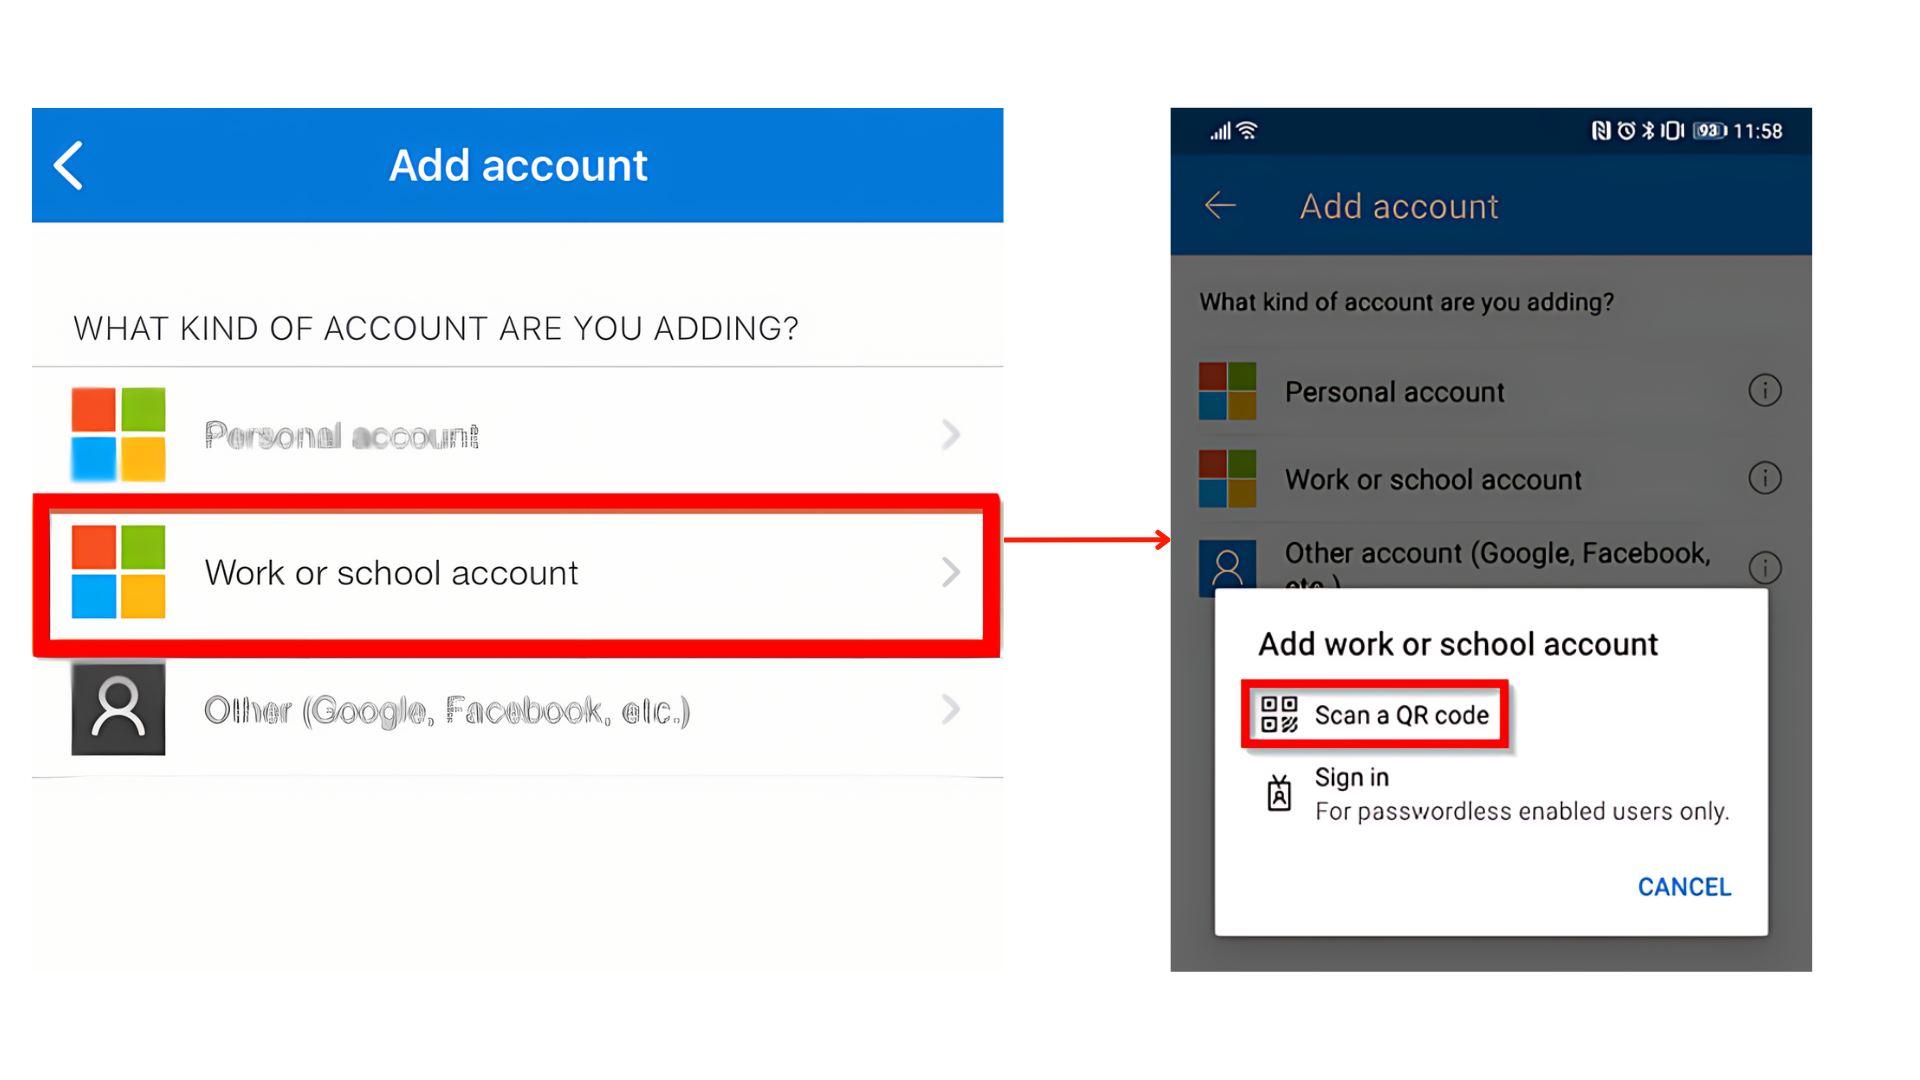 Add account
WHAT KIND OF ACCOUNT ARE YOU ADDING?
Personal account
Work or school account
Other (Google, Facebook, etc.)
93 11:58
Add account
What kind of account are you adding?
Personal account
Work or school account
Other account (Google, Facebook,
etc.)
Add work or school account
Scan a QR code
Sign in
For passwordless enabled users only.
CANCEL